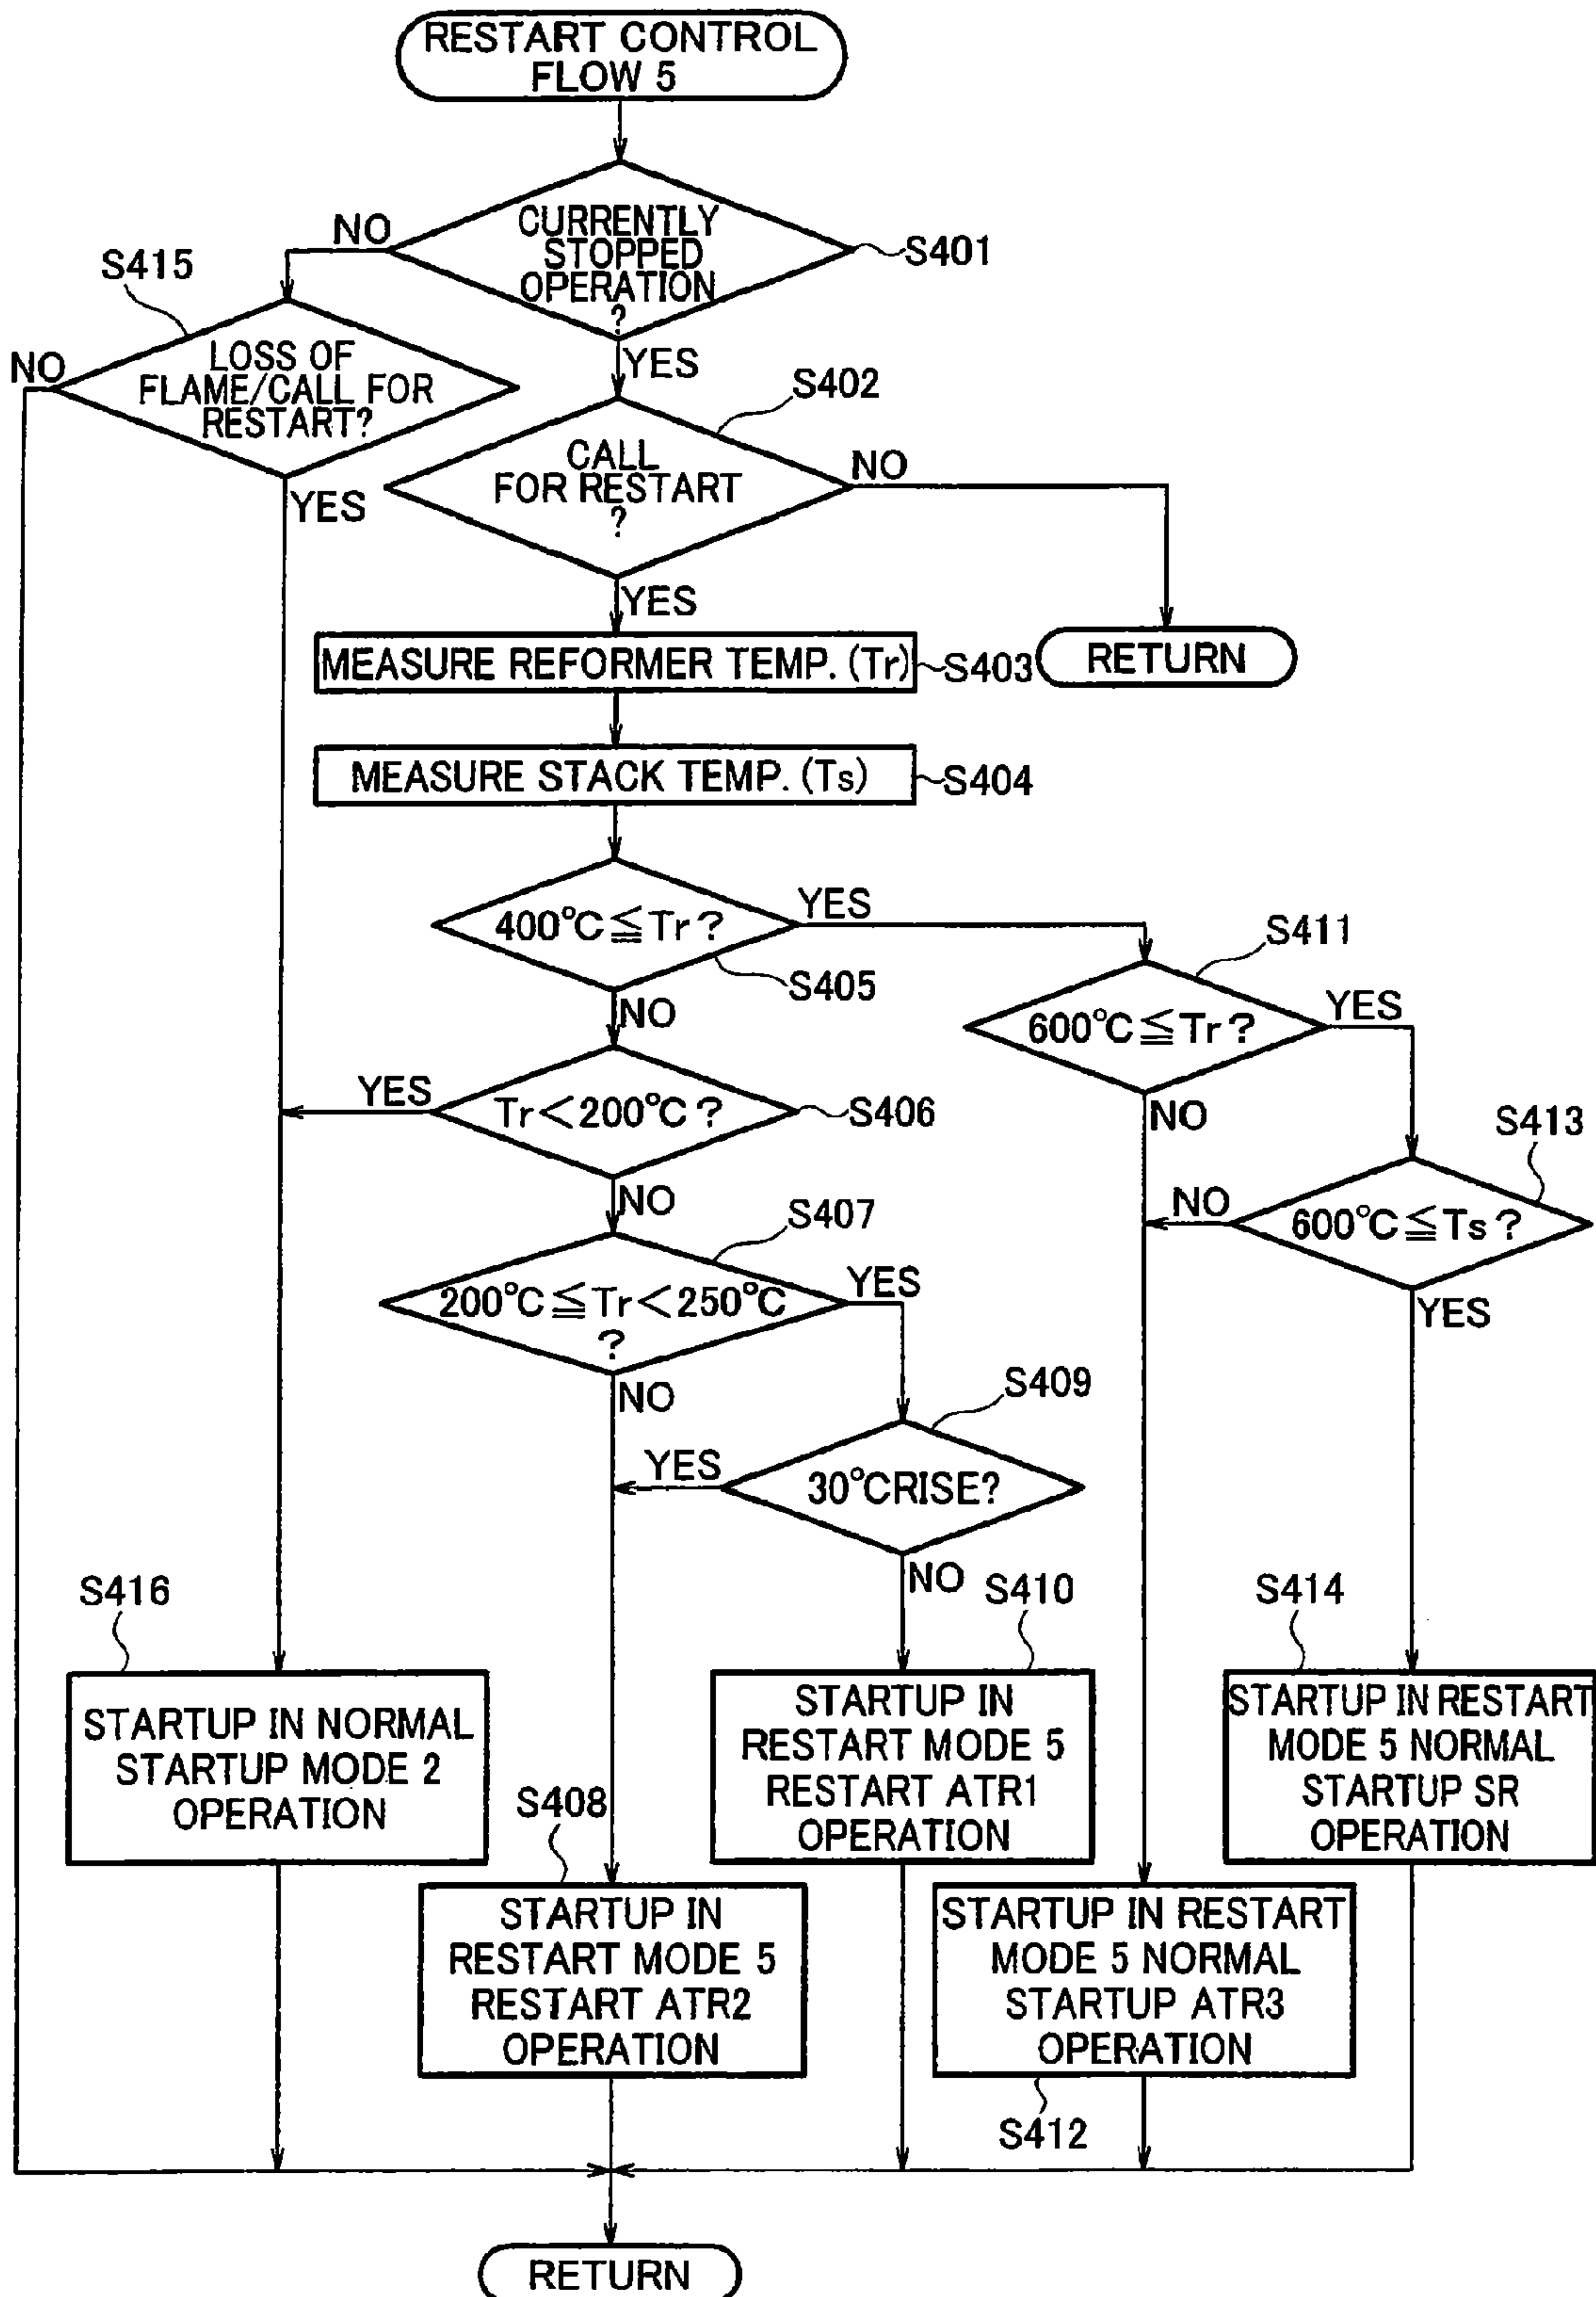 RESTART CONTROL
FLOW 5
NO
CURRENTLY
STOPPED
OPERATION
?
S401
S415
YES
NO
LOSS OF
FLAME/CALL FOR
RESTART?
YES
S402
CALL
FOR RESTART
?
NO
YES
MEASURE REFORMER TEMP. (Tr)
S403
RETURN
MEASURE STACK TEMP. (Ts)
S404
400°C≦Tr?
YES
S405
NO
S411
600°C≦Tr?
YES
NO
YES
Tr<200°C?
S406
NO
S413
NO
600°C≦Ts?
YES
S407
200°C≦Tr<250°C
?
YES
NO
S409
YES
30°CRISE?
NO
S416
STARTUP IN NORMAL
STARTUP MODE 2
OPERATION
S408
STARTUP IN
RESTART MODE 5
RESTART ATR2
OPERATION
S410
STARTUP IN
RESTART MODE 5
RESTART ATR1
OPERATION
STARTUP IN RESTART
MODE 5 NORMAL
STARTUP ATR3
OPERATION
S412
S414
STARTUP IN RESTART
MODE 5 NORMAL
STARTUP SR
OPERATION
RETURN